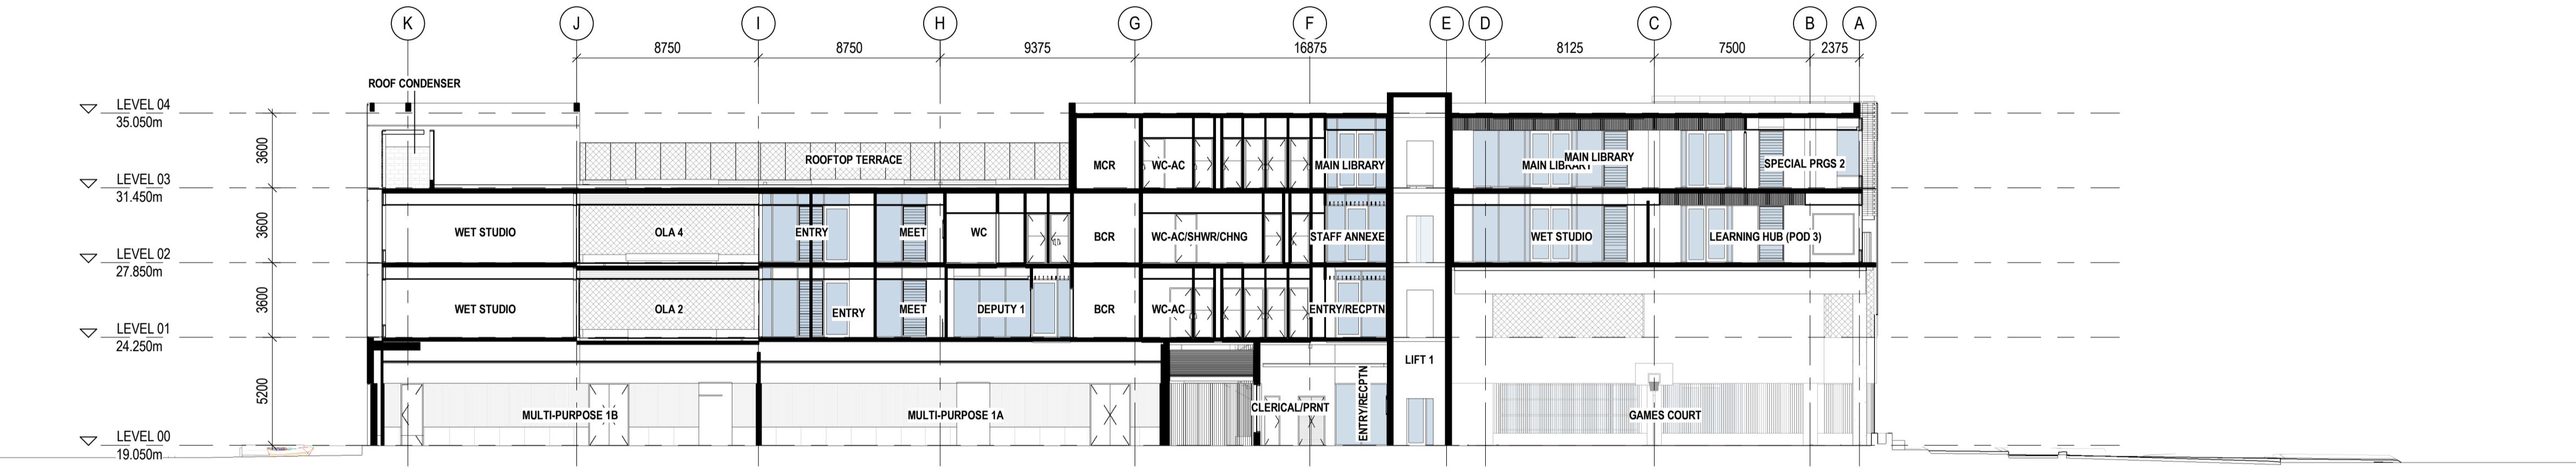 K J I H G F E D C B A
8750 8750 9375 16875 8125 7500 2375
ROOF CONDENSER
LEVEL 04
35.050m
3600
ROOFTOP TERRACE
MCR WC-AC MAIN LIBRARY MAIN LIBRARY MAIN LIBRARY SPECIAL PRGS 2
LEVEL 03
31.450m
3600
WET STUDIO OLA 4 ENTRY MEET WC BCR WC-AC/SHWR/CHNG STAFF ANNEXE WET STUDIO LEARNING HUB (POD 3)
LEVEL 02
27.850m
3600
WET STUDIO OLA 2 ENTRY MEET DEPUTY 1 BCR WC-AC ENTRY/RECPTN
LEVEL 01
24.250m
5200
LIFT 1
MULTI-PURPOSE 1B MULTI-PURPOSE 1A CLERICAL/PRNT ENTRY/RECPTN GAMES COURT
LEVEL 00
19.050m